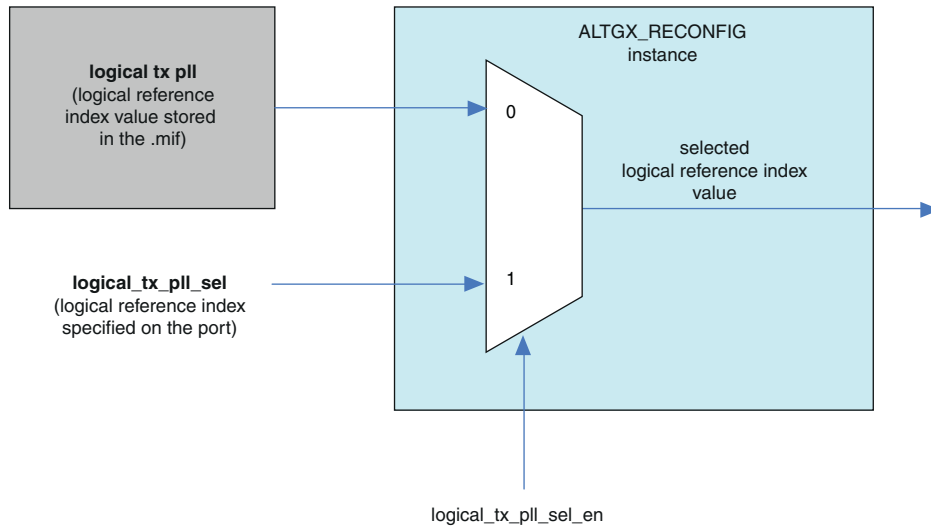 logical tx pll
(logical reference
index value stored
in the .mif)
ALTGX_RECONFIG
instance
0
selected
logical reference index
value
logical_tx_pll_sel
(logical reference index
specified on the port)
1
logical_tx_pll_sel_en